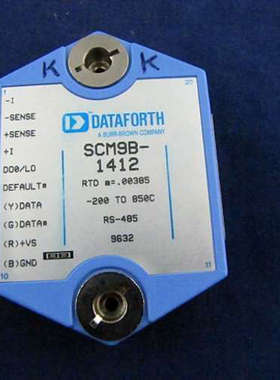 K K
1
20
-I
-SENSE
+SENSE
+I
DO0/LO
DEFAULT*
(Y)DATA
(G)DATA*
(R)+VS
(B)GND
10
11
DATAFORTH
A BURR-BROWN COMPANY
SCM9B-
1412
RTD α=.00385
-200 TO 850C
RS-485
9632